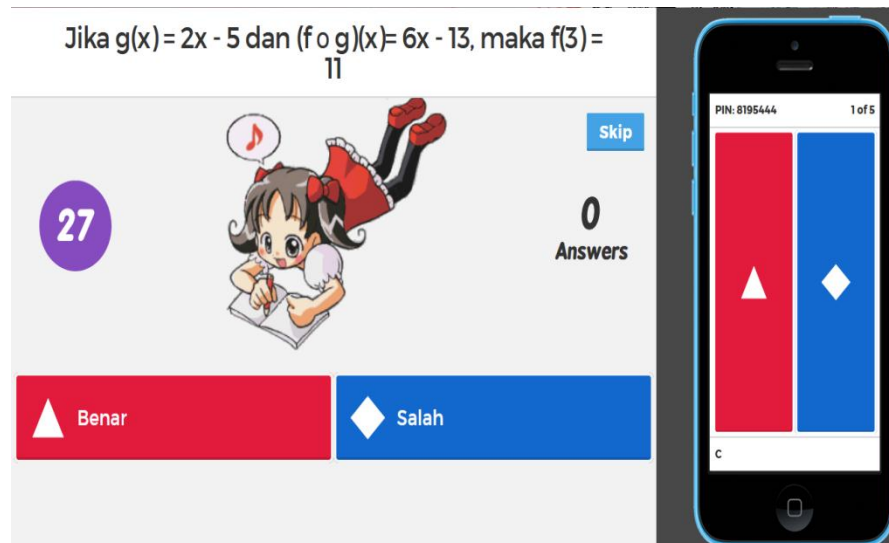 Jika g(x) = 2x - 5 dan (f o g)(x)= 6x - 13, maka f(3) =
11
Skip
27
0
Answers
Benar
Salah
PIN: 8195444
1 of 5
C